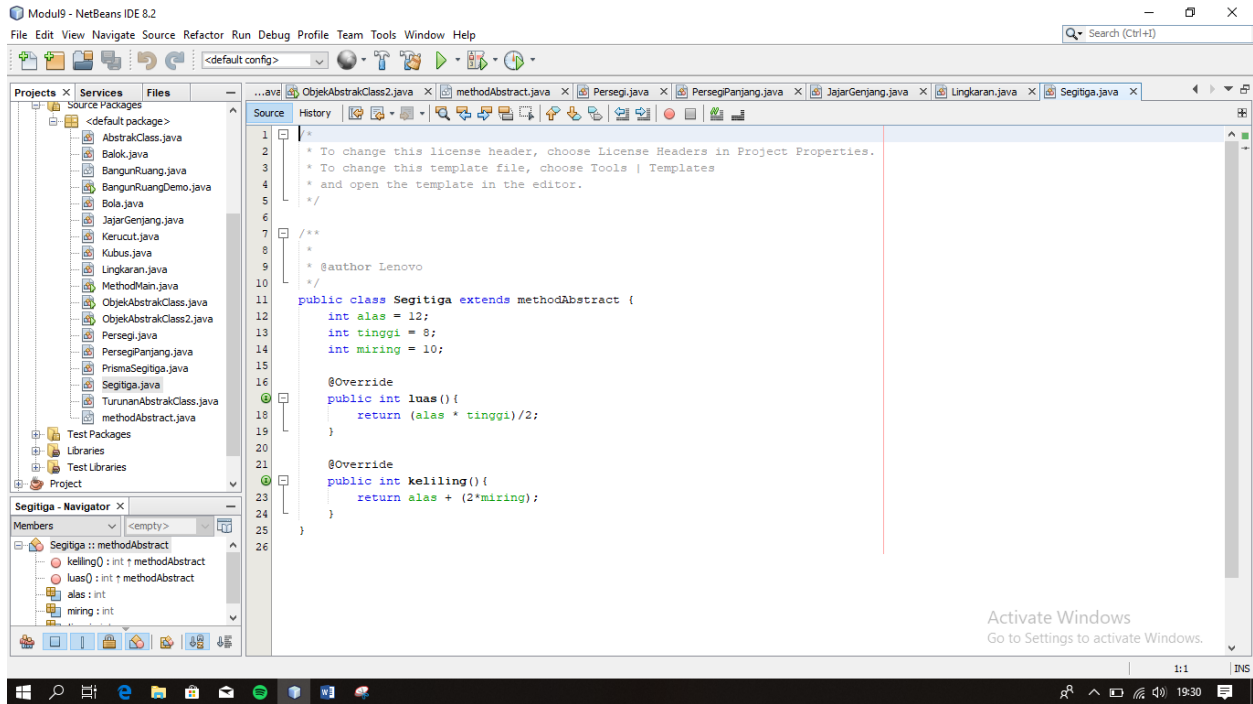 Modul9 - NetBeans IDE 8.2
File Edit View Navigate Source Refactor Run Debug Profile Team Tools Window Help
Search (Ctrl+I)
<default config>
Projects Services Files
...ava ObjekAbstrakClass2.java methodAbstract.java Persegi.java PersegiPanjang.java JajarGenjang.java Lingkaran.java Segitiga.java
Source History
Source Packages
<default package>
AbstrakClass.java
Balok.java
BangunRuang.java
BangunRuangDemo.java
Bola.java
JajarGenjang.java
Kerucut.java
Kubus.java
Lingkaran.java
MethodMain.java
ObjekAbstrakClass.java
ObjekAbstrakClass2.java
Persegi.java
PersegiPanjang.java
PrismaSegitiga.java
Segitiga.java
TurunanAbstrakClass.java
methodAbstract.java
Test Packages
Libraries
Test Libraries
Project
Segitiga - Navigator
Members <empty>
Segitiga :: methodAbstract
keliling() : int ↑ methodAbstract
luas() : int ↑ methodAbstract
alas : int
miring : int
1 /*
2 * To change this license header, choose License Headers in Project Properties.
3 * To change this template file, choose Tools | Templates
4 * and open the template in the editor.
5 */
6
7 /**
8 *
9 * @author Lenovo
10 */
11 public class Segitiga extends methodAbstract {
12 int alas = 12;
13 int tinggi = 8;
14 int miring = 10;
15
16 @Override
public int luas(){
18 return (alas * tinggi)/2;
19 }
20
21 @Override
public int keliling(){
23 return alas + (2*miring);
24 }
25 }
26
Activate Windows
Go to Settings to activate Windows.
1:1 INS
19:30